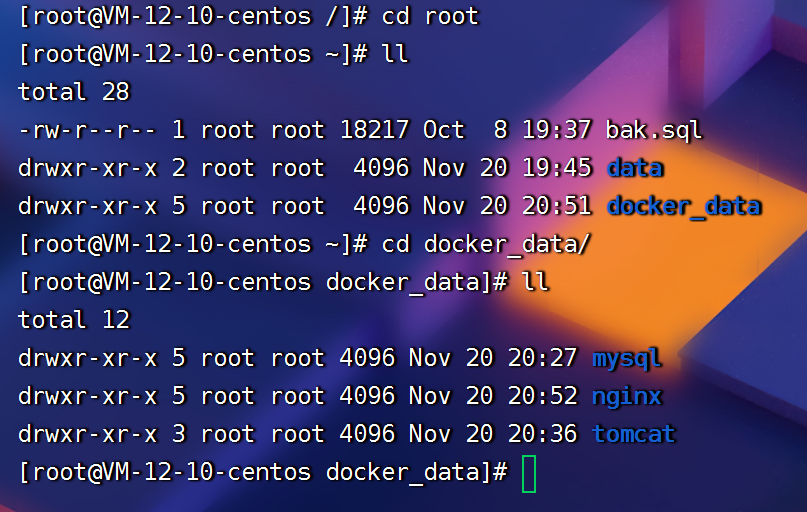 [root@VM-12-10-centos /]# cd root
[root@VM-12-10-centos ~]# ll
total 28
-rw-r--r-- 1 root root 18217 Oct  8 19:37 bak.sql
drwxr-xr-x 2 root root  4096 Nov 20 19:45 data
drwxr-xr-x 5 root root  4096 Nov 20 20:51 docker_data
[root@VM-12-10-centos ~]# cd docker_data/
[root@VM-12-10-centos docker_data]# ll
total 12
drwxr-xr-x 5 root root 4096 Nov 20 20:27 mysql
drwxr-xr-x 5 root root 4096 Nov 20 20:52 nginx
drwxr-xr-x 3 root root 4096 Nov 20 20:36 tomcat
[root@VM-12-10-centos docker_data]#